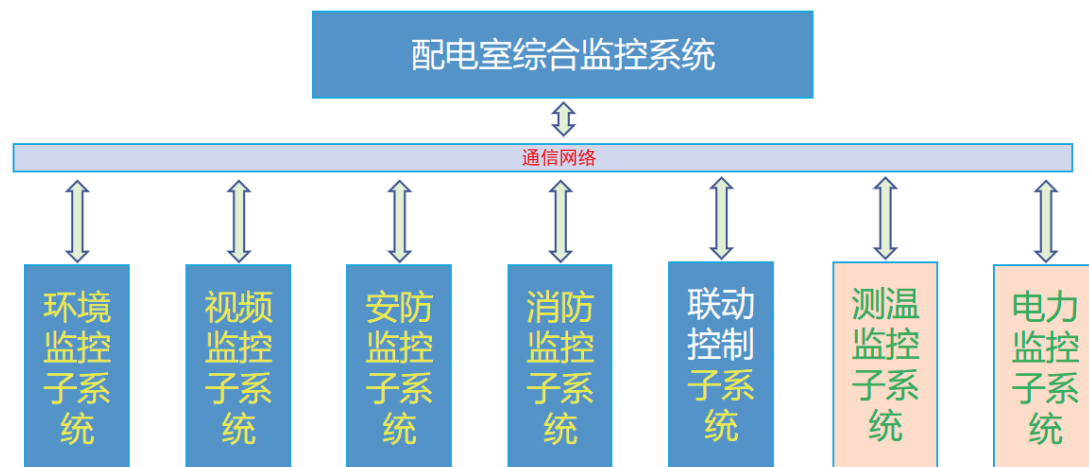 配电室综合监控系统
通信网络
环境
监控
子系
统
视频
监控
子系
统
安防
监控
子系
统
消防
监控
子系
统
联动
控制
子系
统
测温
监控
子系
统
电力
监控
子系
统